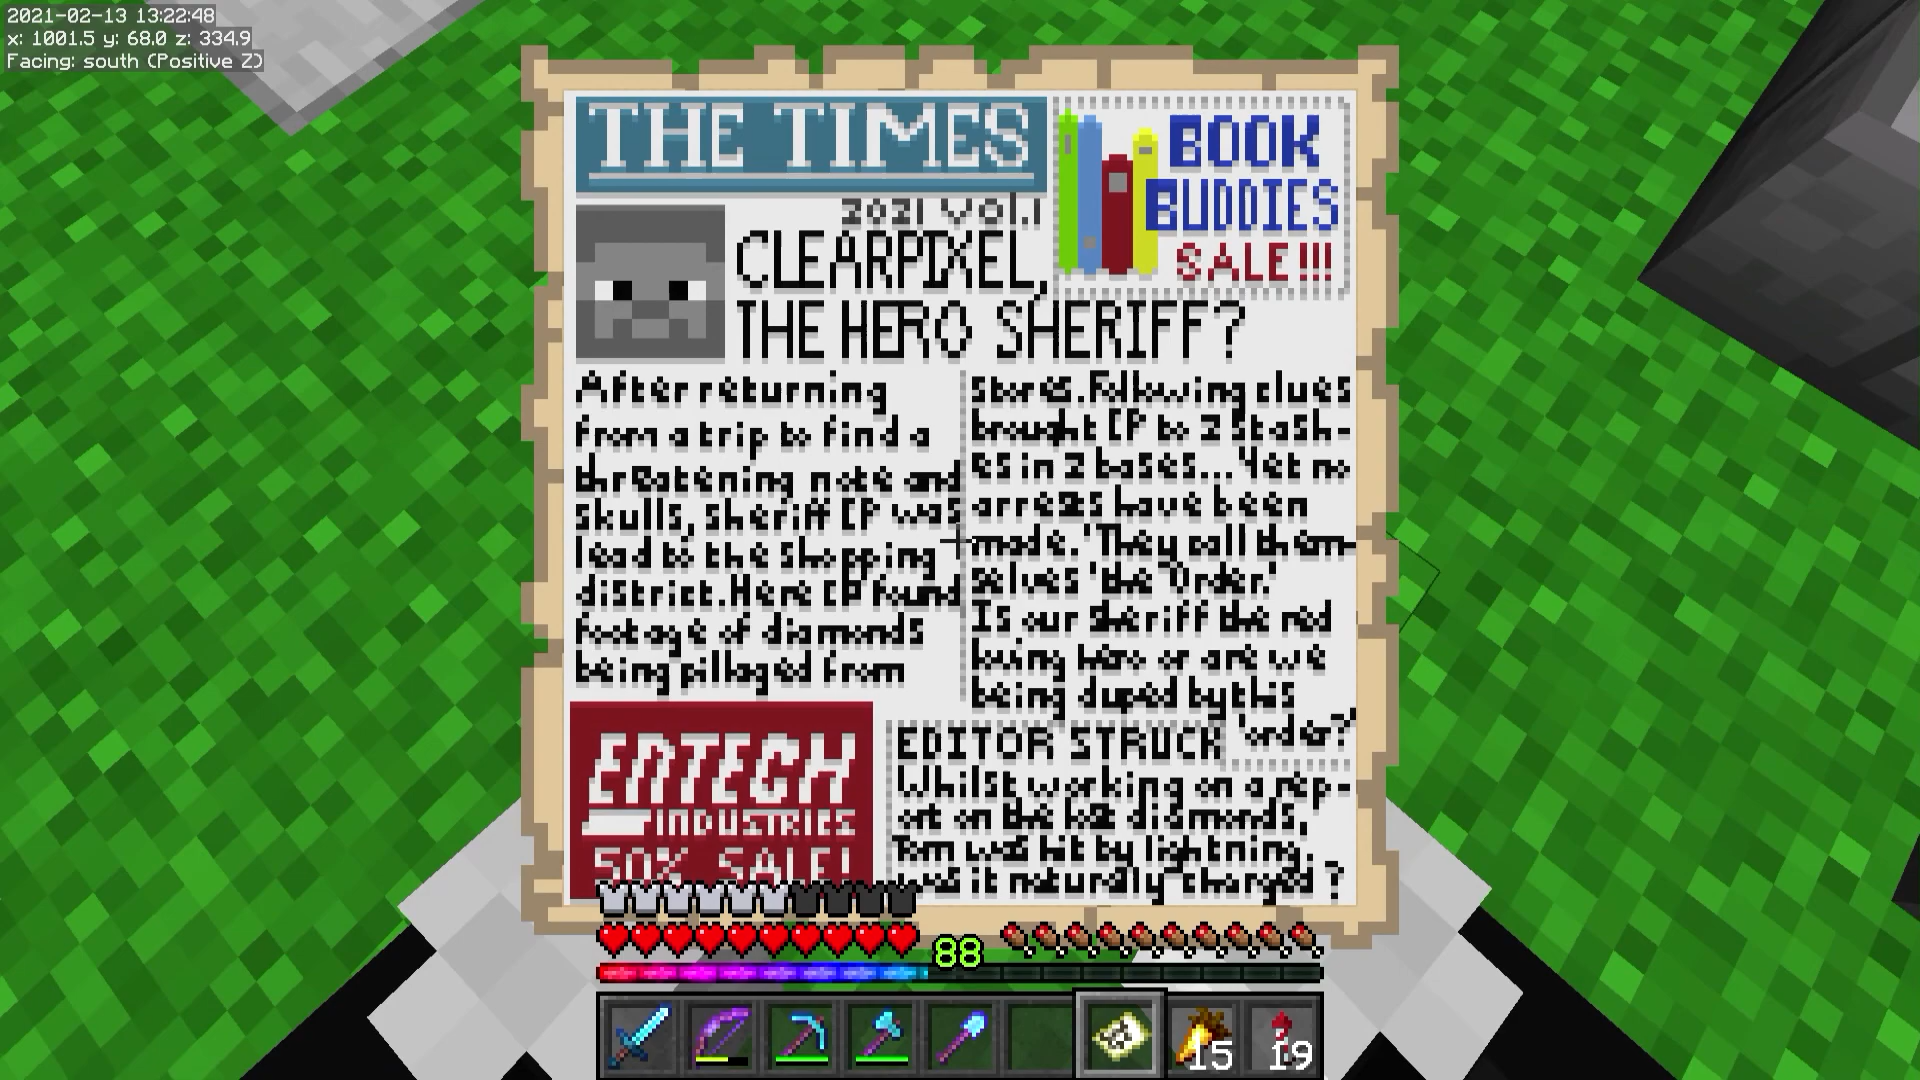 2021-02-13 13:22:48
x: 1001.5 y: 68.0 z: 334.9
Facing: south (Positive Z)
THE TIMES
BOOK
BUDDIES
SALE!!!
2021 VOL.1
CLEARPIXEL,
THE HERO SHERIFF?
After returning
from a trip to find a
threatening note and
skulls, sheriff CP was
lead to the shopping
district. Here CP found
footage of diamonds
being pillaged from
stores. Following clues
brought CP to 2 stash-
es in 2 bases... Yet no
arrests have been
made. They call them-
selves 'the Order.'
Is our sheriff the red
loving hero or are we
being duped by this
'order?'
ENTECH
INDUSTRIES
50% SALE!
EDITOR STRUCK
Whilst working on a rep-
ort on the lost diamonds,
Tom was hit by lightning,
was it naturally charged?
88
15
19